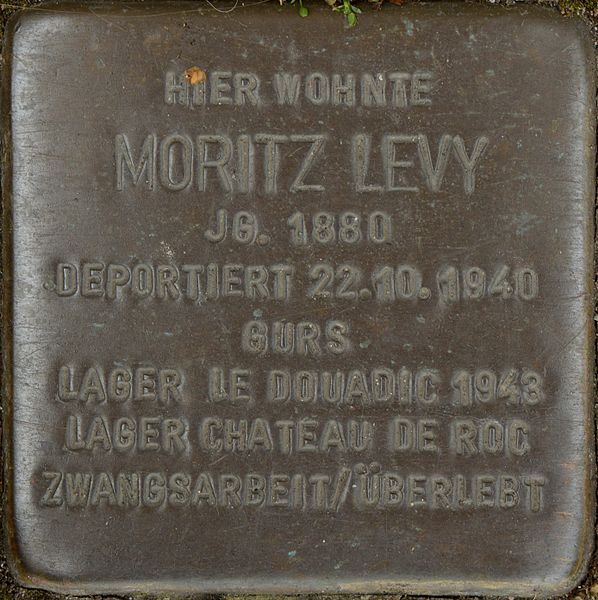 HIER WOHNTE
MORITZ LEVY
JG. 1880
DEPORTIERT 22.10.1940
GURS
LAGER LE DOUADIC 1943
LAGER CHATEAU DE ROC
ZWANGSARBEIT/ÜBERLEBT